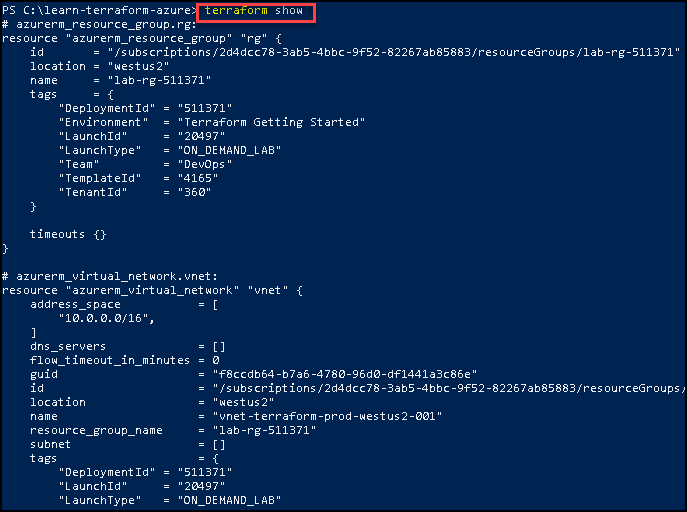 PS C:\learn-terraform-azure> terraform show
# azurerm_resource_group.rg:
resource "azurerm_resource_group" "rg" {
    id       = "/subscriptions/2d4dcc78-3ab5-4bbc-9f52-82267ab85883/resourceGroups/lab-rg-511371"
    location = "westus2"
    name     = "lab-rg-511371"
    tags     = {
        "DeploymentId" = "511371"
        "Environment"  = "Terraform Getting Started"
        "LaunchId"     = "20497"
        "LaunchType"   = "ON_DEMAND_LAB"
        "Team"         = "DevOps"
        "TemplateId"   = "4165"
        "TenantId"     = "360"
    }

    timeouts {}
}

# azurerm_virtual_network.vnet:
resource "azurerm_virtual_network" "vnet" {
    address_space           = [
        "10.0.0.0/16",
    ]
    dns_servers             = []
    flow_timeout_in_minutes = 0
    guid                    = "f8ccdb64-b7a6-4780-96d0-df1441a3c86e"
    id                      = "/subscriptions/2d4dcc78-3ab5-4bbc-9f52-82267ab85883/resourceGroups/
    location                = "westus2"
    name                    = "vnet-terraform-prod-westus2-001"
    resource_group_name     = "lab-rg-511371"
    subnet                  = []
    tags                    = {
        "DeploymentId" = "511371"
        "LaunchId"     = "20497"
        "LaunchType"   = "ON_DEMAND_LAB"